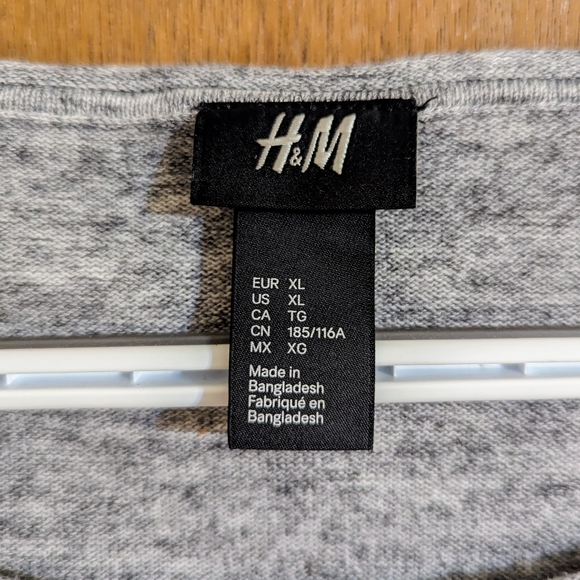 H&M
EUR XL
US XL
CA TG
CN 185/116A
MX XG
Made in
Bangladesh
Fabriqué en
Bangladesh